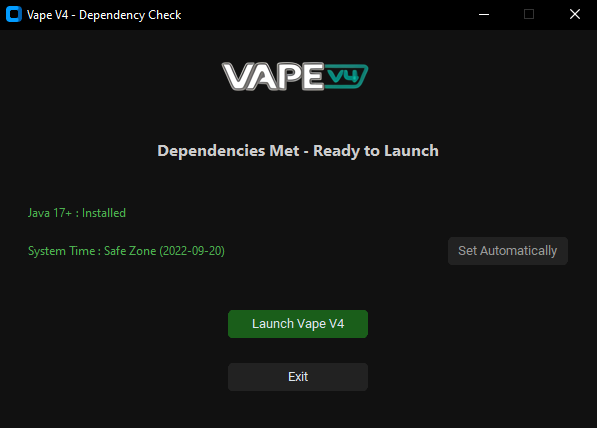 Vape V4 - Dependency Check
VAPE V4
Dependencies Met - Ready to Launch
Java 17+ : Installed
System Time : Safe Zone (2022-09-20)
Set Automatically
Launch Vape V4
Exit